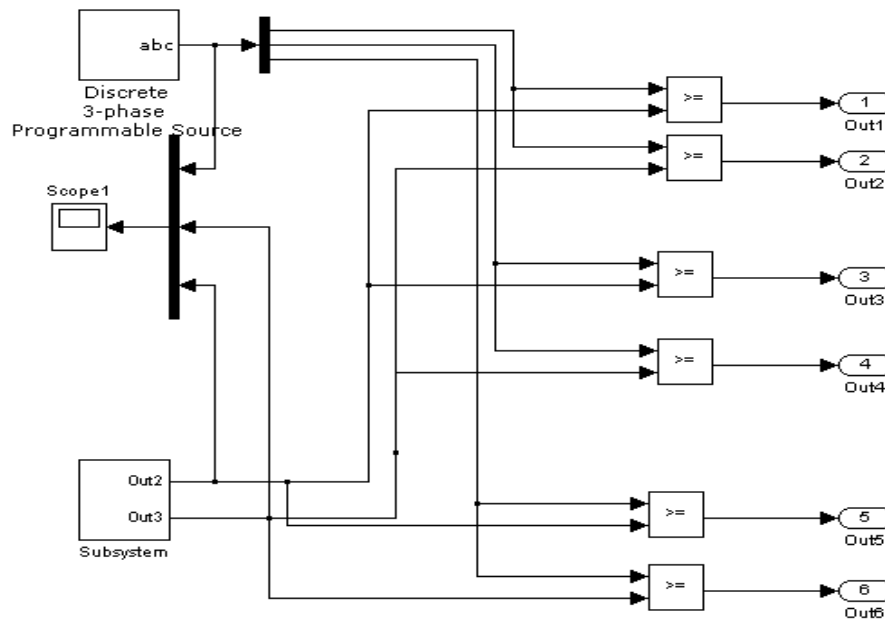 abc
Discrete
3-phase
Programmable Source
Scope1
>=
1
Out1
>=
2
Out2
>=
3
Out3
>=
4
Out4
Out2
Out3
Subsystem
>=
5
Out5
>=
6
Out6